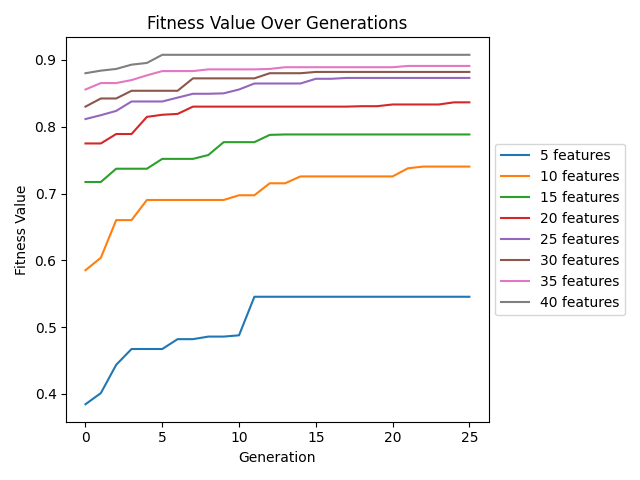 Fitness Value Over Generations
Fitness Value
0.9
0.8
0.7
0.6
0.5
0.4
0
5
10
15
20
25
Generation
5 features
10 features
15 features
20 features
25 features
30 features
35 features
40 features